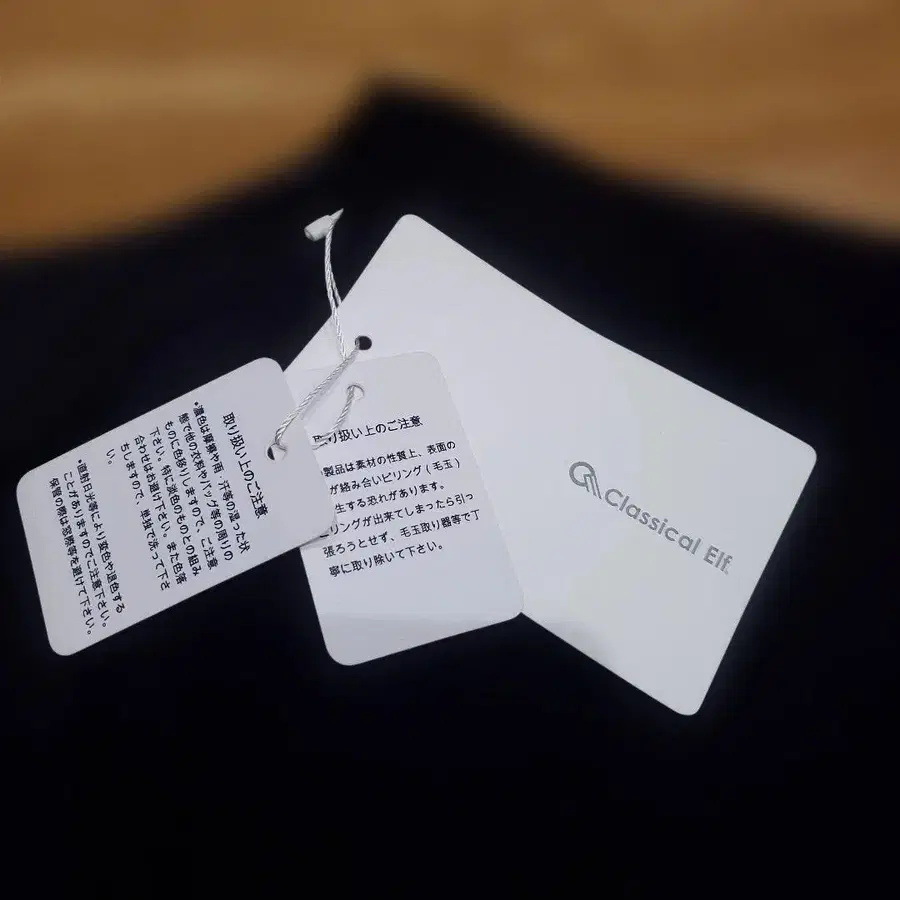 取り扱い上のご注意
•濃色は摩擦や雨・汗等の湿った状
態で他の衣料やバッグ等の周りの
ものに色移りしますので、ご注意
下さい。特に淡色のものとの組み
合わせはお避け下さい。また色落
ちしますので、単独で洗って下さ
い。
•直射日光等により変色や退色する
ことがありますのでご注意下さい。
保管の際は窓際等を避けて下さい。
り扱い上のご注意
製品は素材の性質上、表面の
が絡み合いピリング(毛玉)
生する恐れがあります。
リングが出来てしまったら引っ
張ろうとせず、毛玉取り器等で丁
寧に取り除いて下さい。
Classical Elf.